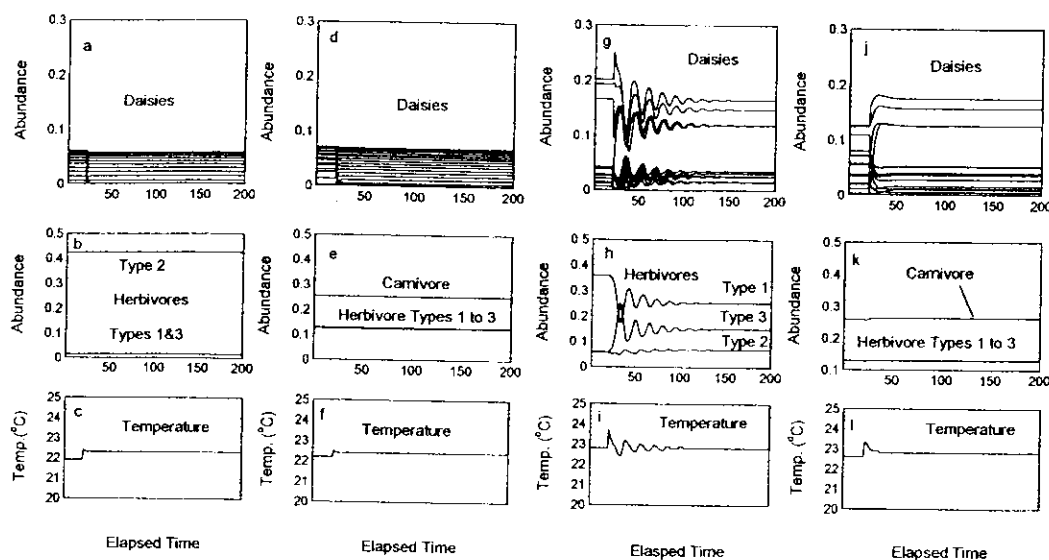 a
Daisies
Abundance
0.3
0.2
0.1
0
50 100 150 200
d
Daisies
Abundance
0.3
0.2
0.1
0
50 100 150 200
g
Daisies
Abundance
0.3
0.2
0.1
0
50 100 150 200
j
Daisies
Abundance
0.3
0.2
0.1
0
50 100 150 200
b
Type 2
Herbivores
Types 1&3
Abundance
0.5
0.4
0.3
0.2
0.1
0
50 100 150 200
e
Carnivore
Herbivore Types 1 to 3
Abundance
0.5
0.4
0.3
0.2
0.1
0
50 100 150 200
h
Herbivores
Type 1
Type 3
Type 2
Abundance
0.5
0.4
0.3
0.2
0.1
0
50 100 150 200
k
Carnivore
Herbivore Types 1 to 3
Abundance
0.5
0.4
0.3
0.2
0.1
50 100 150 200
c
Temperature
Temp.(°C)
25
24
23
22
21
20
Elapsed Time
f
Temperature
Temp. (°C)
25
24
23
22
21
20
Elapsed Time
i
Temperature
Temp. (°C)
25
24
23
22
21
20
Elasped Time
l
Temperature
Temp. (°C)
25
24
23
22
21
20
Elapsed Time